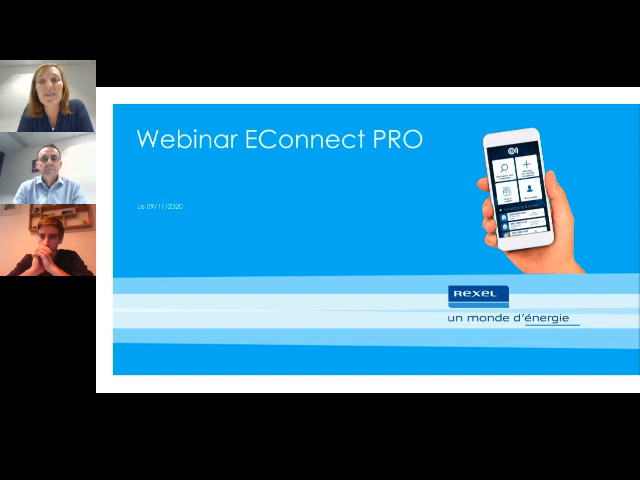 Webinar EConnect PRO
Le 09/11/2020
REXEL
un monde d'énergie